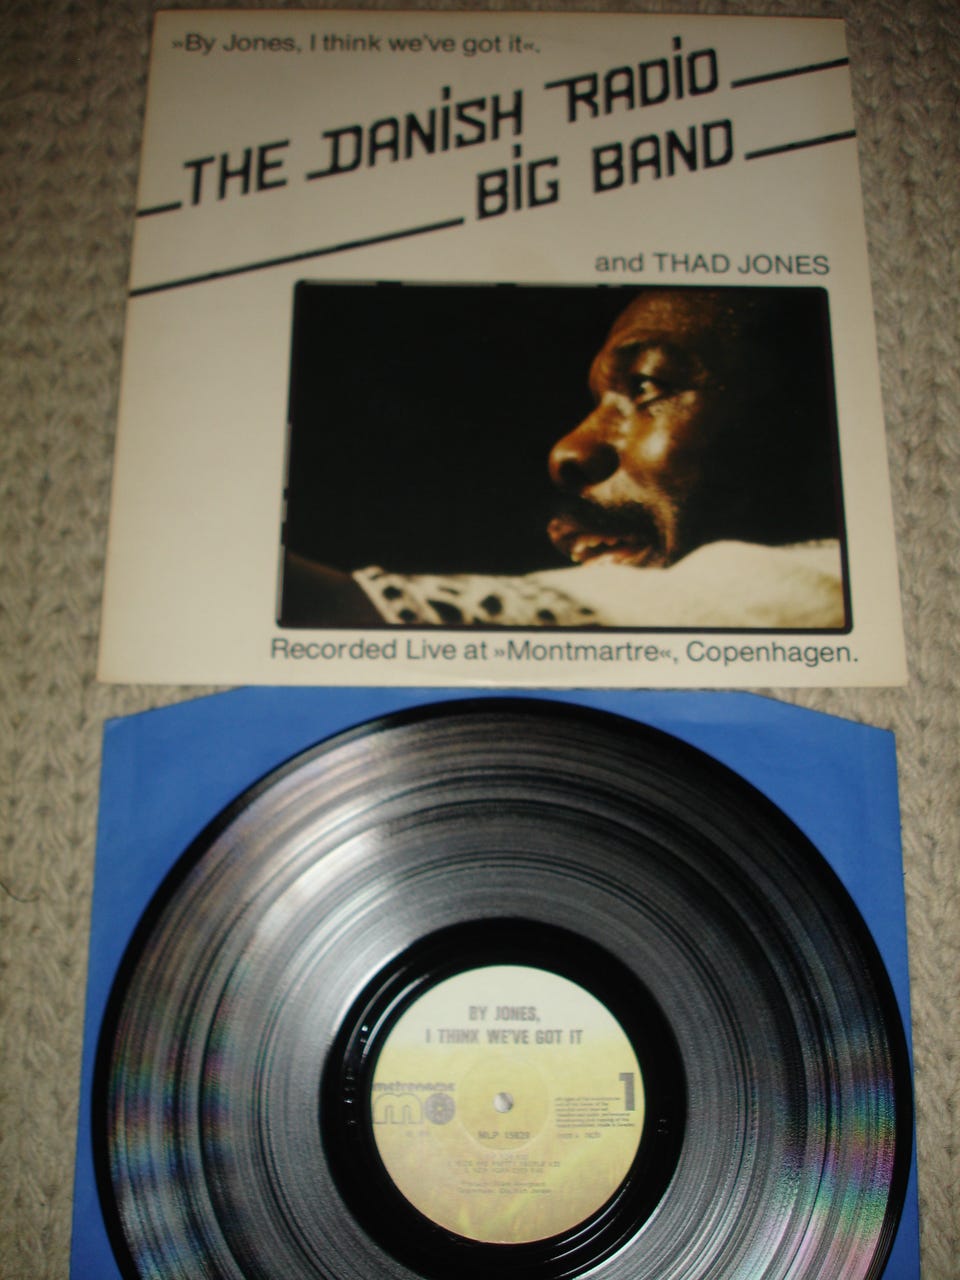 »By Jones, I think we've got it«.
THE DANISH RADIO
BIG BAND
and THAD JONES
Recorded Live at »Montmartre«, Copenhagen.
BY JONES,
I THINK WE'VE GOT IT
metronome
1
MLP 15629